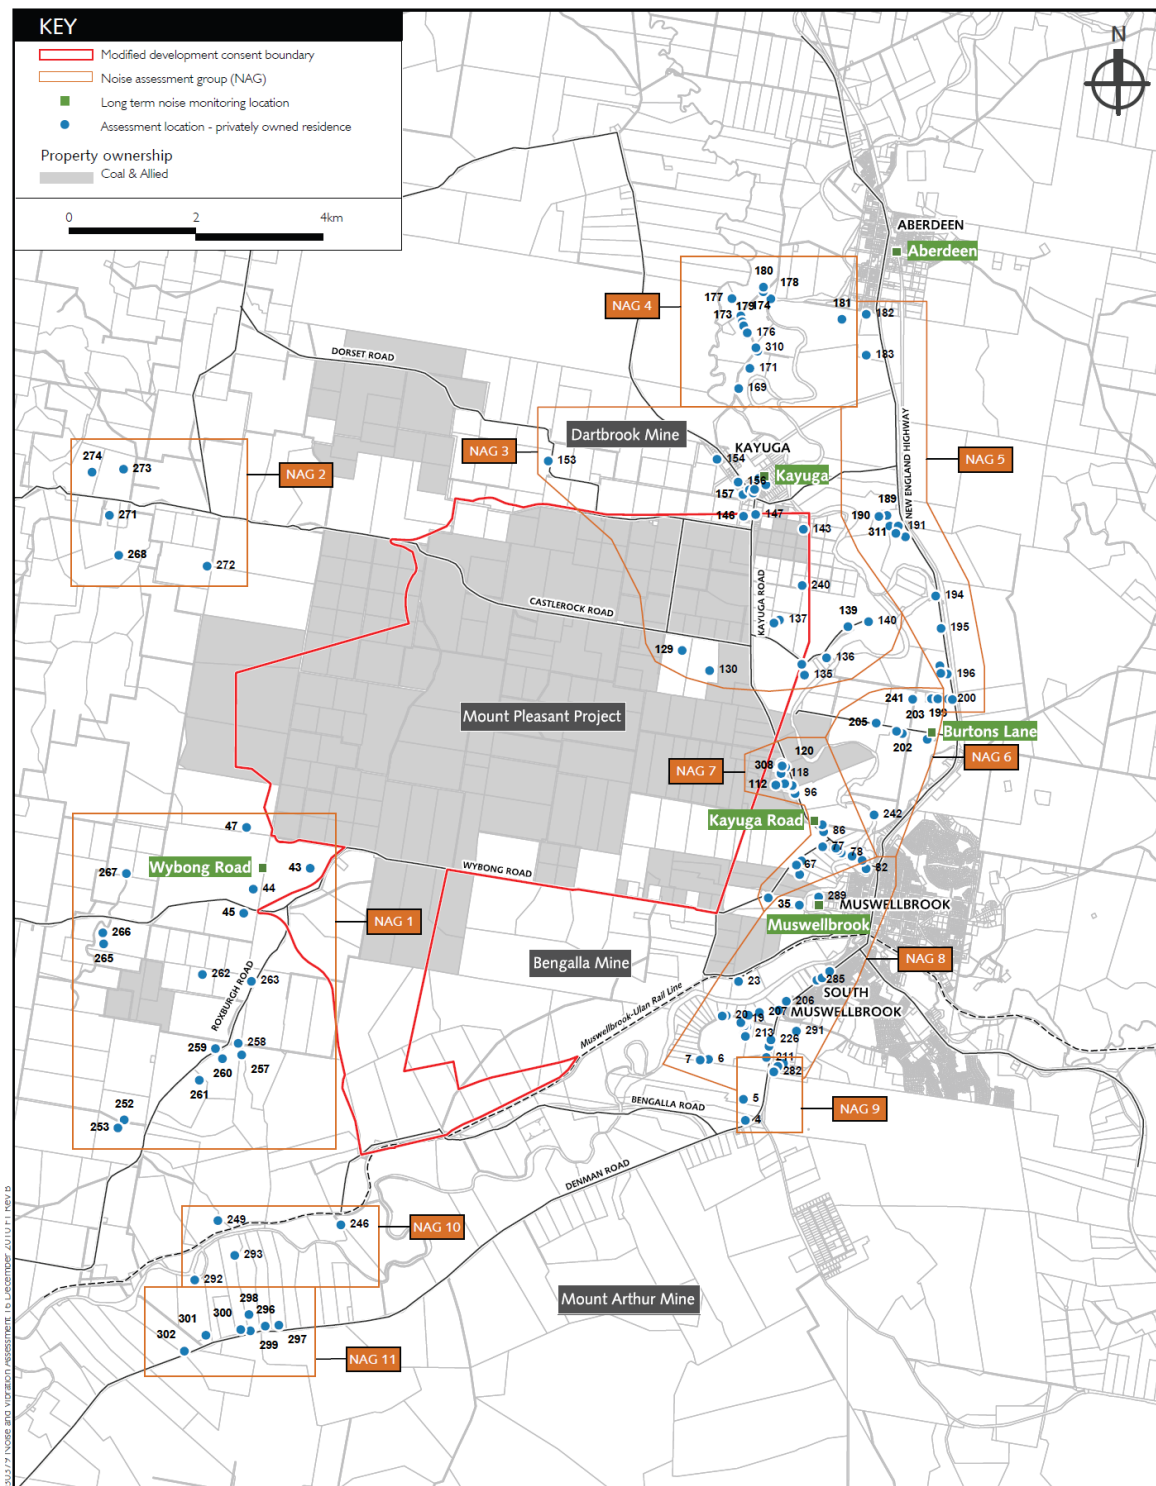 KEY
Modified development consent boundary
Noise assessment group (NAG)
Long term noise monitoring location
Assessment location - privately owned residence
Property ownership
Coal & Allied
0 2 4km
N
ABERDEEN
Aberdeen
180
178
177
NAG 4
179 174
173
181
182
176
310
183
DORSET ROAD
171
169
NEW ENGLAND HIGHWAY
Dartbrook Mine
NAG 3
KAYUGA
154
153
NAG 5
274
273
NAG 2
Kayuga
156
157
189
271
146
147
190
191
143
311
268
272
240
KAYUGA ROAD
194
CASTLEROCK ROAD
139
137
140
195
129
136
130
135
196
241
200
203
199
Mount Pleasant Project
205
Burtons Lane
202
120
NAG 6
308
NAG 7
118
112
96
242
Kayuga Road
47
86
77
78
Wybong Road
43
WYBONG ROAD
67
82
267
44
289
35
MUSWELLBROOK
45
NAG 1
Muswellbrook
266
265
Bengalla Mine
NAG 8
262
263
23
285
ROXBURGH ROAD
Muswellbrook-Ulan Rail Line
SOUTH
MUSWELLBROOK
206
20
19
207
213
291
226
258
259
7
6
211
260
257
282
261
5
NAG 9
252
BENGALLA ROAD
253
4
DENMAN ROAD
249
246
NAG 10
293
292
298
301
300
296
302
299
297
Mount Arthur Mine
NAG 11